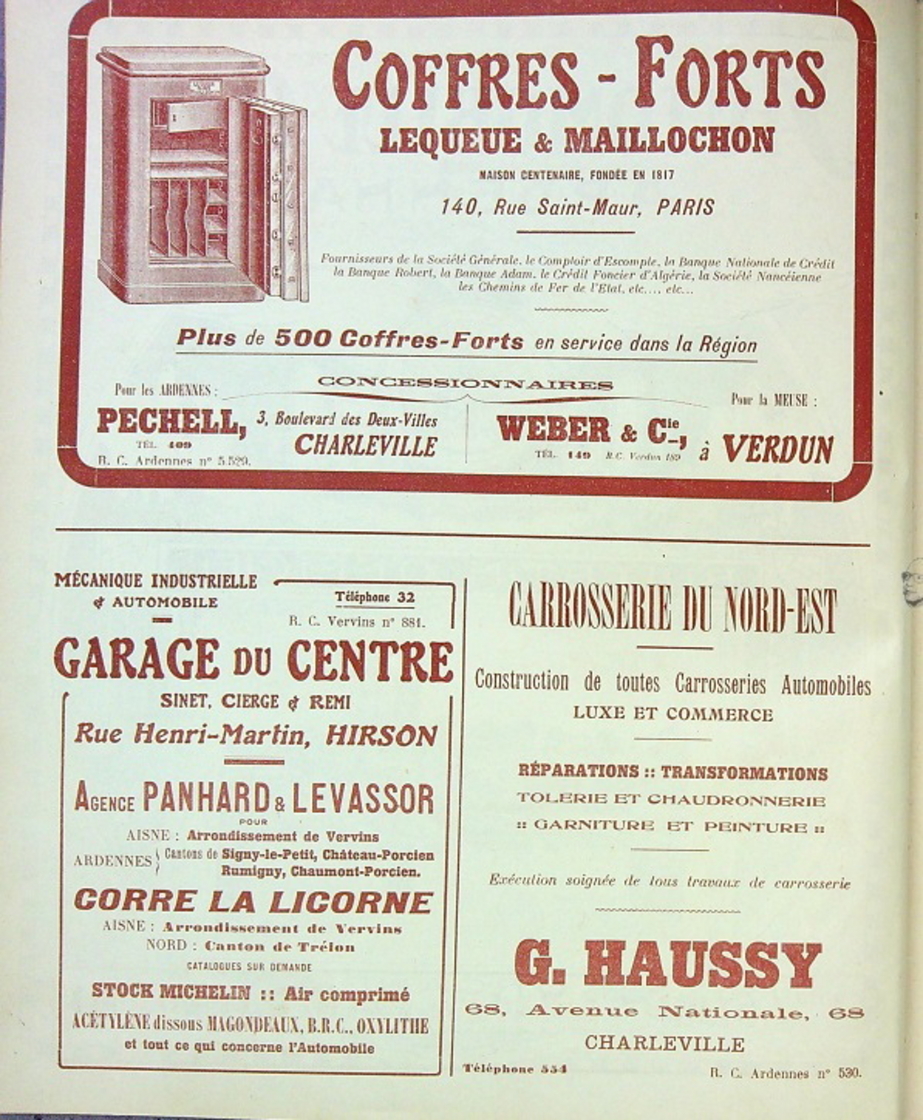 COFFRES - FORTS
LEQUEUE & MAILLOCHON
MAISON CENTENAIRE, FONDÉE EN 1817
140, Rue Saint-Maur, PARIS
Fournisseurs de la Société Générale, le Comptoir d'Escompte, la Banque Nationale de Crédit
la Banque Robert, la Banque Adam, le Crédit Foncier d'Algérie, la Société Nancéienne
les Chemins de Fer de l'Etat, etc..., etc...
Plus de 500 Coffres-Forts en service dans la Région
CONCESSIONNAIRES
Pour les ARDENNES :
PECHELL, 3, Boulevard des Deux-Villes
TÉL. 409
CHARLEVILLE
R. C. Ardennes n° 5.529.
Pour la MEUSE :
WEBER & Cie, à VERDUN
TÉL. 149 R.C. Verdun 189
MÉCANIQUE INDUSTRIELLE
& AUTOMOBILE
Téléphone 32
R. C. Vervins n° 881.
GARAGE DU CENTRE
SINET, CIERGE & REMI
Rue Henri-Martin, HIRSON
AGENCE PANHARD & LEVASSOR
POUR
AISNE : Arrondissement de Vervins
ARDENNES { Cantons de Signy-le-Petit, Château-Porcien
Rumigny, Chaumont-Porcien.
CORRE LA LICORNE
AISNE : Arrondissement de Vervins
NORD : Canton de Trélon
CATALOGUES SUR DEMANDE
STOCK MICHELIN :: Air comprimé
ACÉTYLÈNE dissous MAGONDEAUX, B.R.C., OXYLITHE
et tout ce qui concerne l'Automobile
CARROSSERIE DU NORD-EST
Construction de toutes Carrosseries Automobiles
LUXE ET COMMERCE
RÉPARATIONS :: TRANSFORMATIONS
TOLERIE ET CHAUDRONNERIE
:: GARNITURE ET PEINTURE ::
Exécution soignée de tous travaux de carrosserie
G. HAUSSY
68, Avenue Nationale, 68
CHARLEVILLE
Téléphone 554
R. C. Ardennes n° 530.